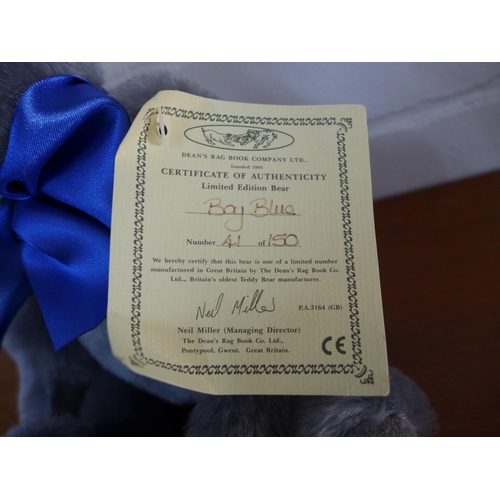 DEAN'S RAG BOOK COMPANY LTD.,
founded 1903
CERTIFICATE OF AUTHENTICITY
Limited Edition Bear
Boy Blue
Number 41 of 150
We hereby certify that this bear is one of a limited number
manufactured in Great Britain by The Dean's Rag Book Co.
Ltd., Britain's oldest Teddy Bear manufacturer.
Neil Miller P.A.3164 (GB)
Neil Miller (Managing Director)
The Dean's Rag Book Co. Ltd.,
Pontypool, Gwent. Great Britain.
CE